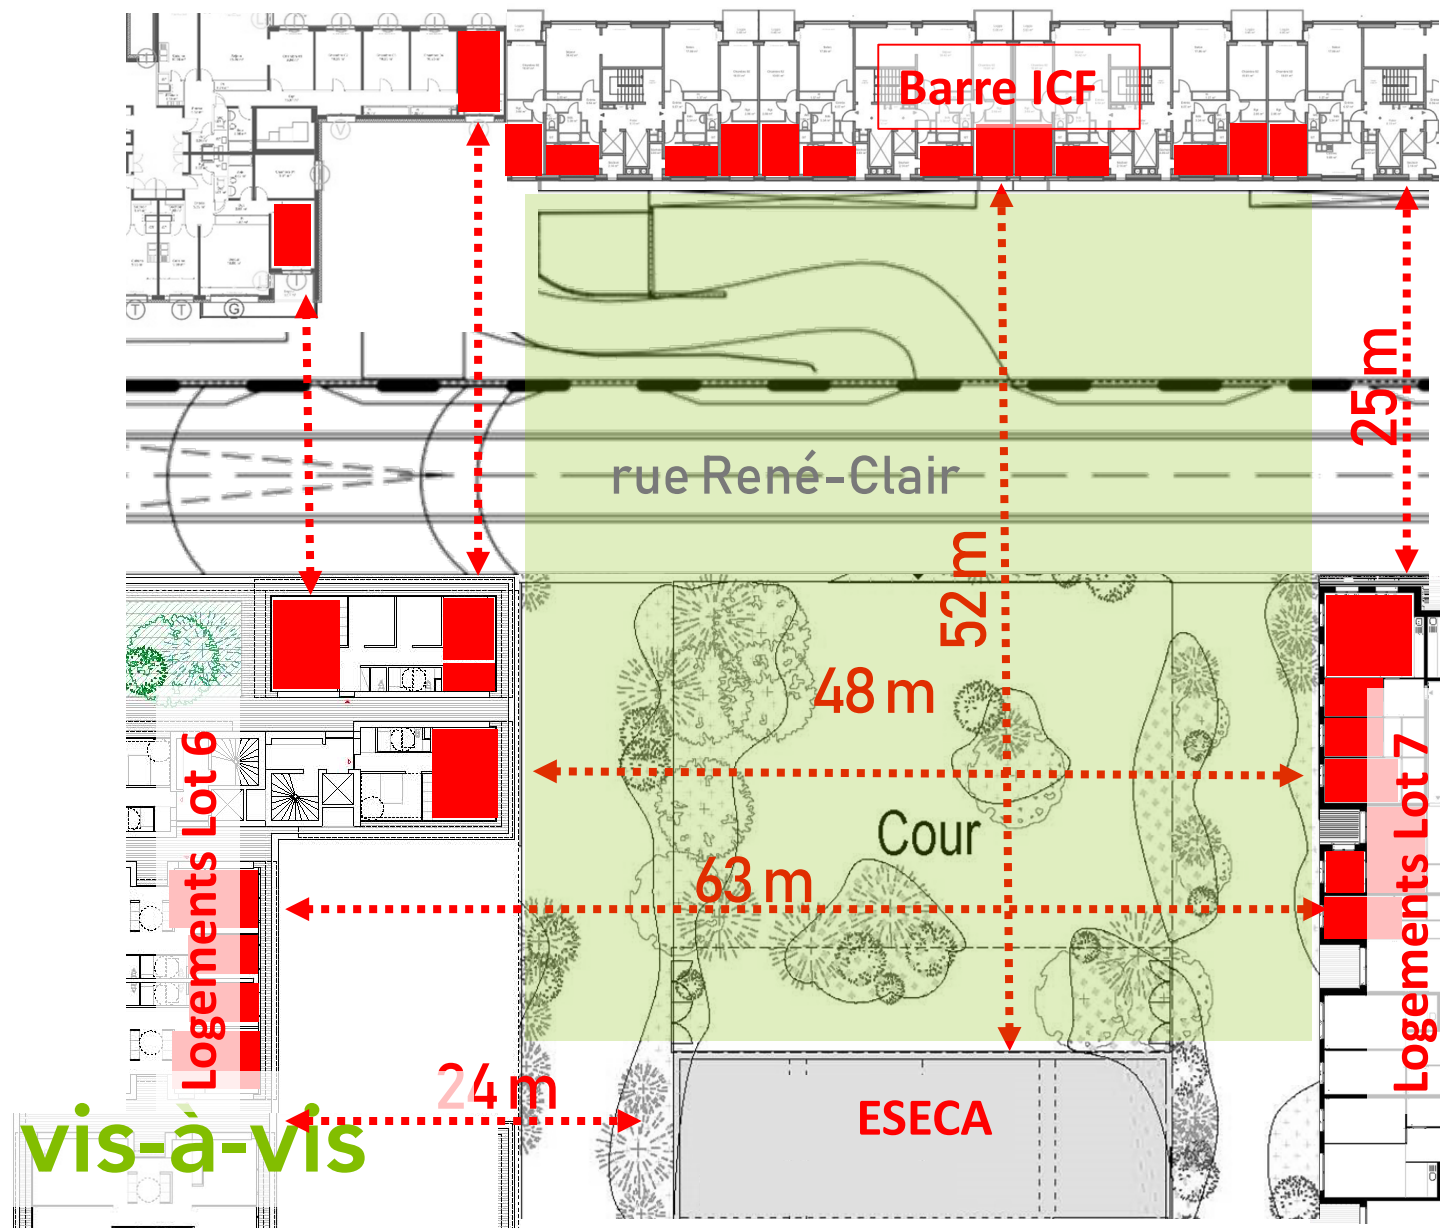 Barre ICF
T
T
G
25 m
rue René-Clair
52 m
48 m
Logements Lot 6
Logements Lot 7
Cour
63 m
24 m
ESECA
vis-à-vis